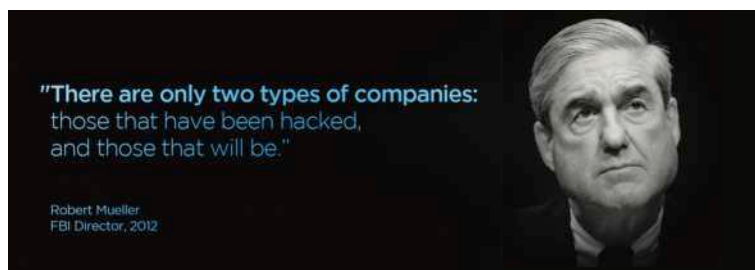 "There are only two types of companies:
those that have been hacked,
and those that will be."
Robert Mueller
FBI Director, 2012